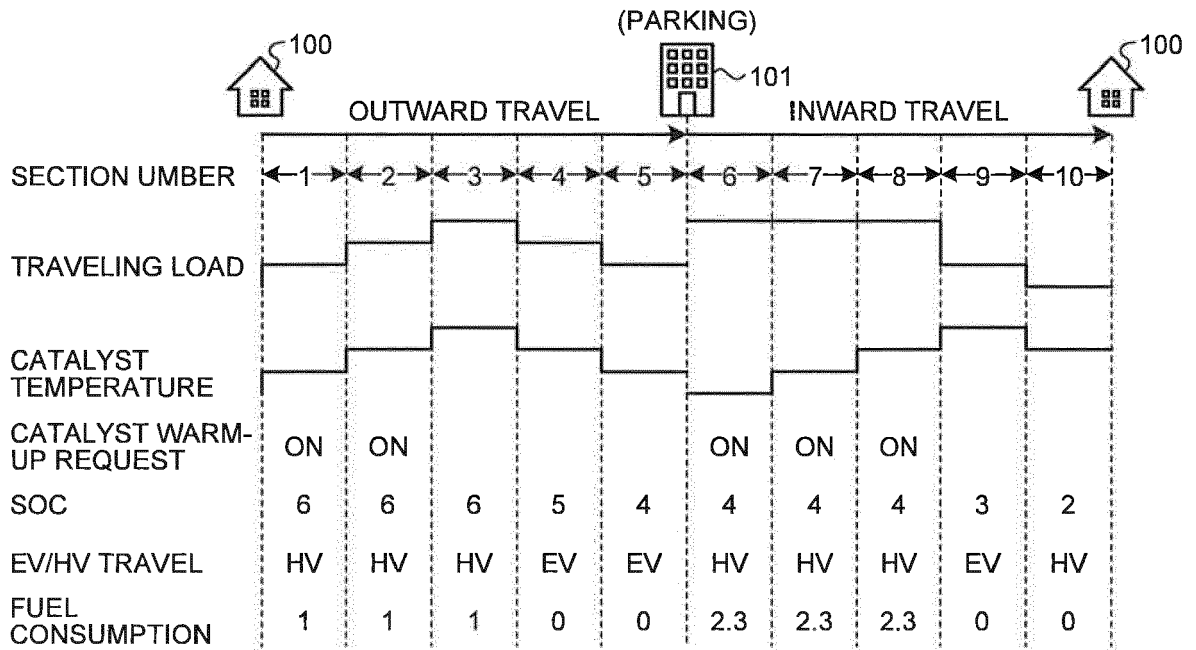 (PARKING)
100
101
100
OUTWARD TRAVEL INWARD TRAVEL
SECTION UMBER 1 2 3 4 5 6 7 8 9 10
TRAVELING LOAD
CATALYST
TEMPERATURE
CATALYST WARM-
UP REQUEST ON ON ON ON ON
SOC 6 6 6 5 4 4 4 4 3 2
EV/HV TRAVEL HV HV HV EV EV HV HV HV EV HV
FUEL
CONSUMPTION 1 1 1 0 0 2.3 2.3 2.3 0 0